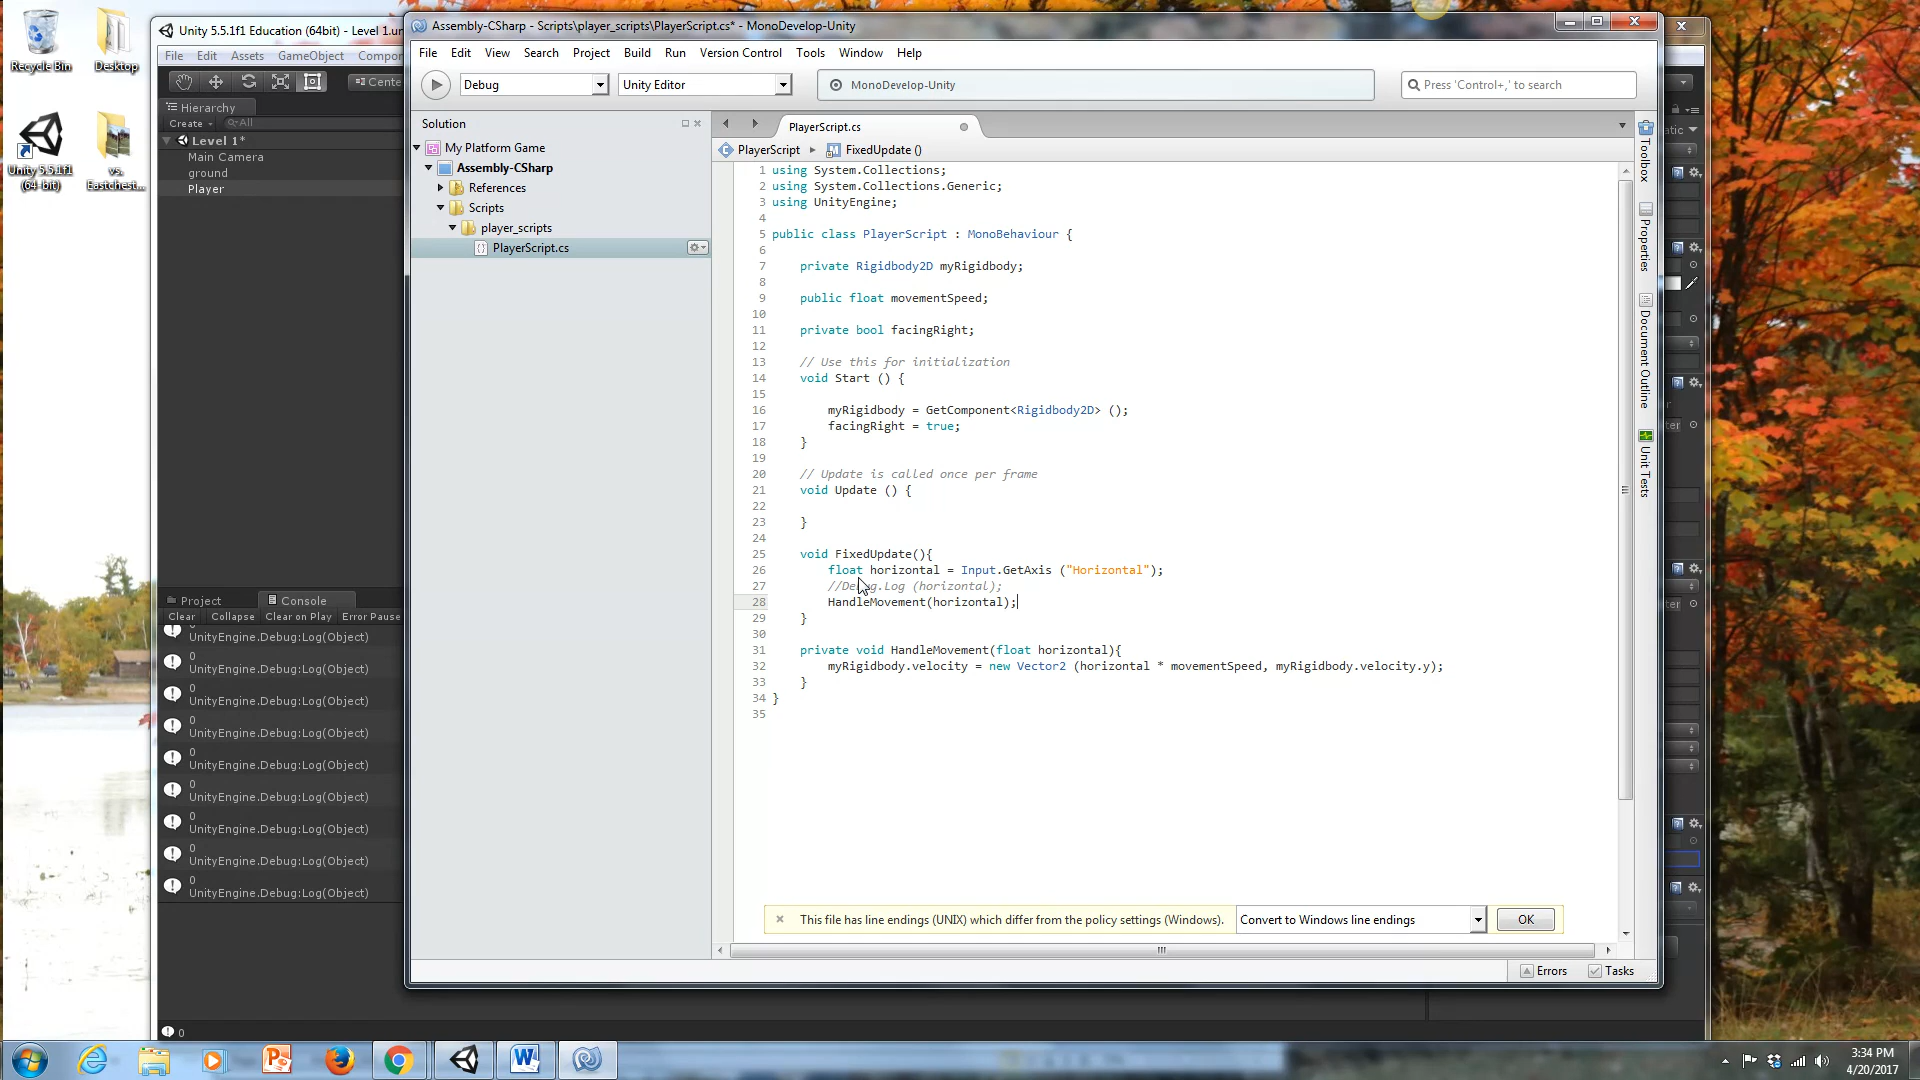 Recycle Bin
Desktop
Unity 5.5.1f1 (64-bit)
vs. Eastchest...
Unity 5.5.1f1 Education (64bit) - Level 1.un
File Edit Assets GameObject Compon
Cente
Hierarchy
Create All
Level 1*
Main Camera
ground
Player
Project Console
Clear Collapse Clear on Play Error Pause
0
UnityEngine.Debug:Log(Object)
0
UnityEngine.Debug:Log(Object)
0
UnityEngine.Debug:Log(Object)
0
UnityEngine.Debug:Log(Object)
0
UnityEngine.Debug:Log(Object)
0
UnityEngine.Debug:Log(Object)
0
UnityEngine.Debug:Log(Object)
0
UnityEngine.Debug:Log(Object)
0
UnityEngine.Debug:Log(Object)
0
Assembly-CSharp - Scripts\player_scripts\PlayerScript.cs* - MonoDevelop-Unity
File Edit View Search Project Build Run Version Control Tools Window Help
Debug Unity Editor MonoDevelop-Unity Press 'Control+,' to search
Solution
My Platform Game
Assembly-CSharp
References
Scripts
player_scripts
PlayerScript.cs
PlayerScript.cs
PlayerScript FixedUpdate ()
1 using System.Collections;
2 using System.Collections.Generic;
3 using UnityEngine;
4
5 public class PlayerScript : MonoBehaviour {
6
7 private Rigidbody2D myRigidbody;
8
9 public float movementSpeed;
10
11 private bool facingRight;
12
13 // Use this for initialization
14 void Start () {
15
16 myRigidbody = GetComponent<Rigidbody2D> ();
17 facingRight = true;
18 }
19
20 // Update is called once per frame
21 void Update () {
22
23 }
24
25 void FixedUpdate(){
26 float horizontal = Input.GetAxis ("Horizontal");
27 //Debug.Log (horizontal);
28 HandleMovement(horizontal);
29 }
30
31 private void HandleMovement(float horizontal){
32 myRigidbody.velocity = new Vector2 (horizontal * movementSpeed, myRigidbody.velocity.y);
33 }
34 }
35
This file has line endings (UNIX) which differ from the policy settings (Windows). Convert to Windows line endings OK
Errors Tasks
Toolbox
Properties
Document Outline
Unit Tests
atic
ter
ter
3:34 PM
4/20/2017